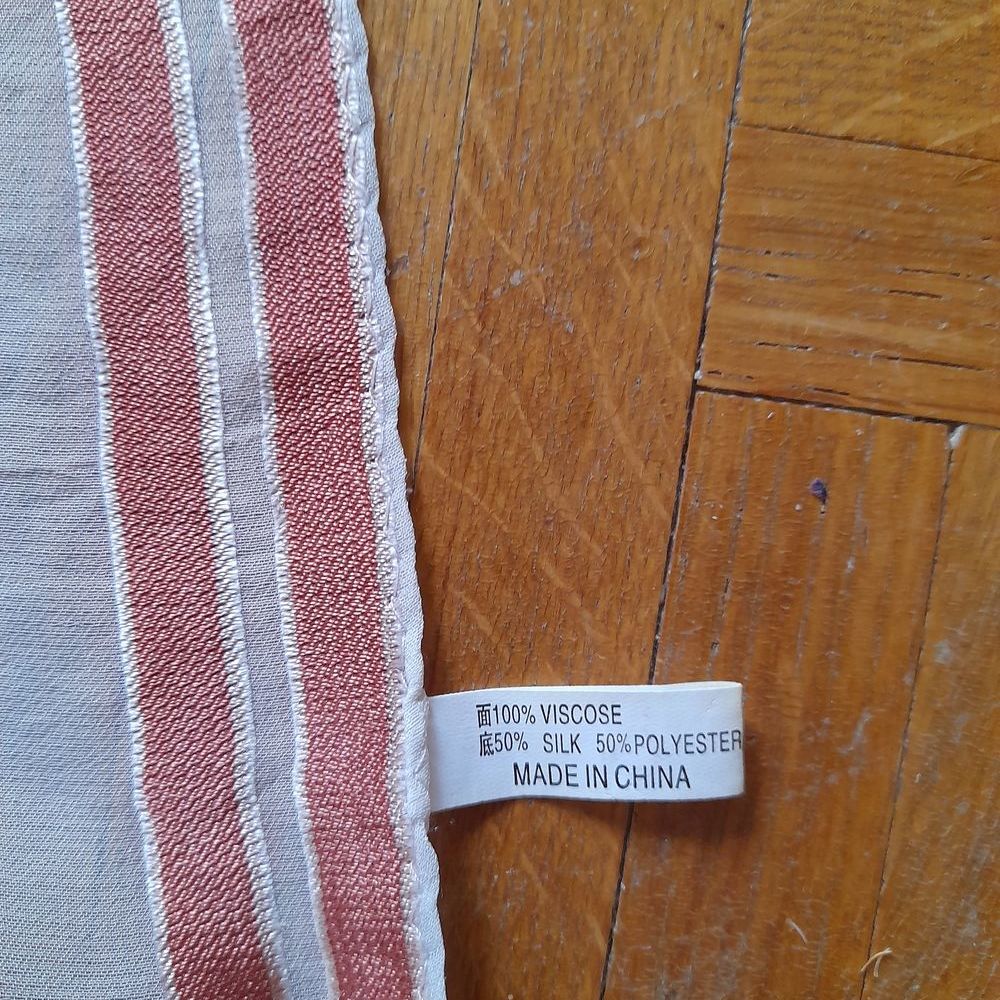 面100% VISCOSE
底50% SILK 50%POLYESTER
MADE IN CHINA